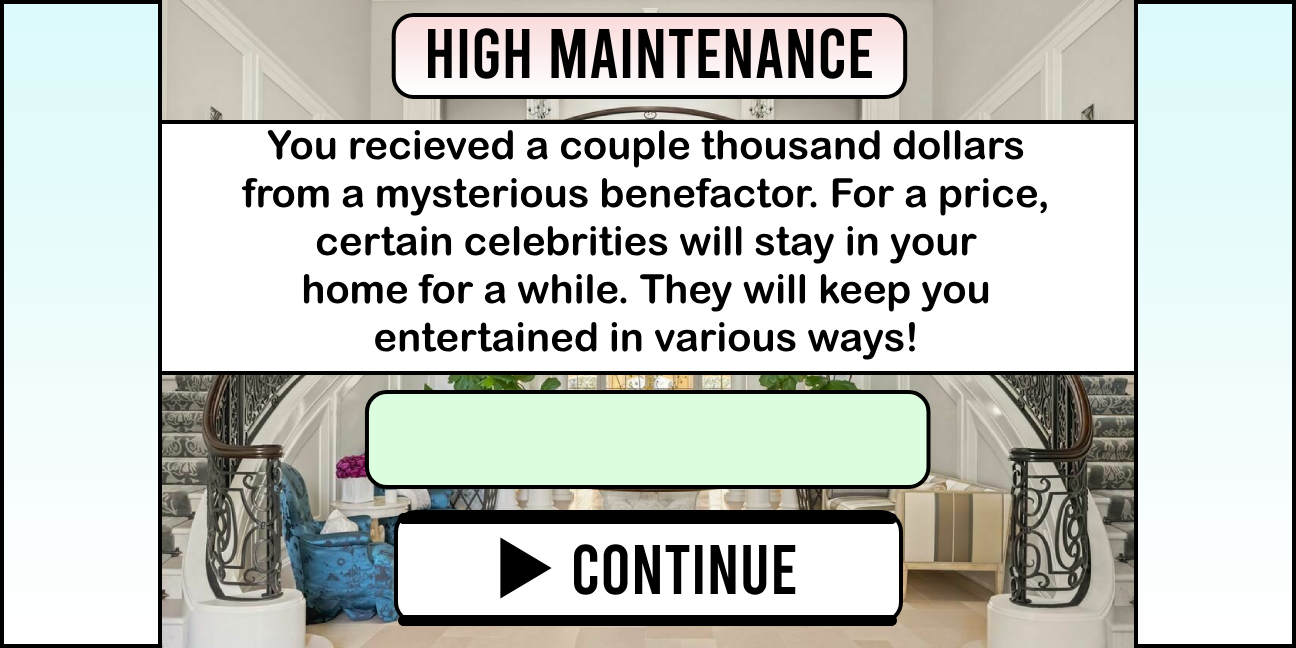 HIGH MAINTENANCE
You recieved a couple thousand dollars
from a mysterious benefactor. For a price,
certain celebrities will stay in your
home for a while. They will keep you
entertained in various ways!
CONTINUE